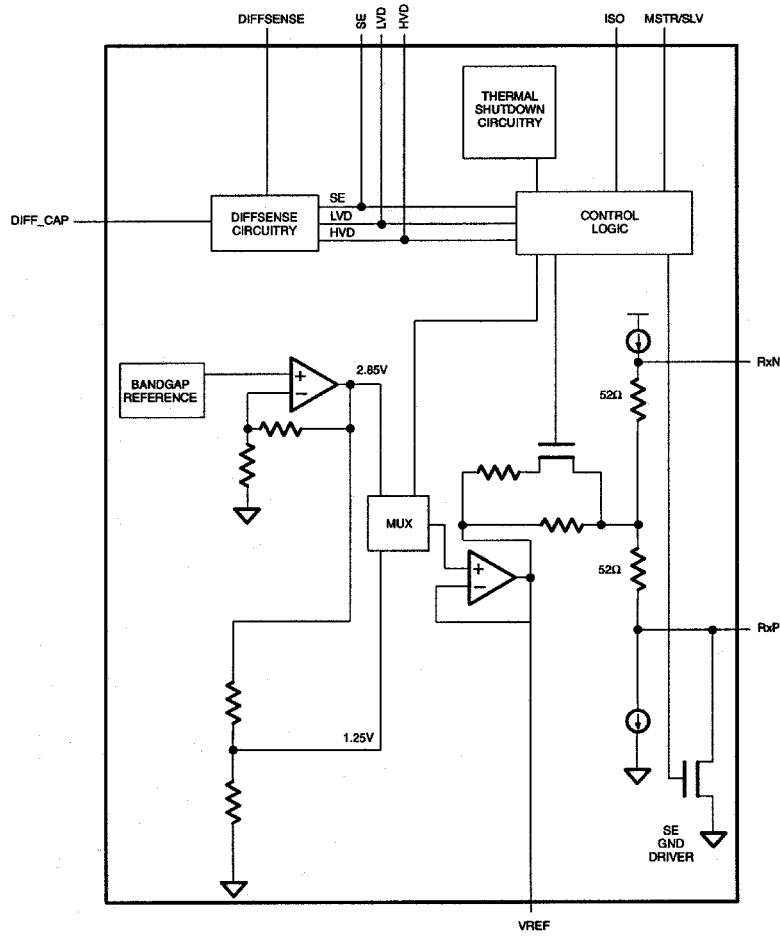 DIFFSENSE
SE
LVD
HVD
ISO
MSTR/SLV
THERMAL
SHUTDOWN
CIRCUITRY
DIFF_CAP
DIFFSENSE
CIRCUITRY
SE
LVD
HVD
CONTROL
LOGIC
RxN
BANDGAP
REFERENCE
+
−
2.85V
52Ω
MUX
+
−
52Ω
RxP
1.25V
SE
GND
DRIVER
VREF